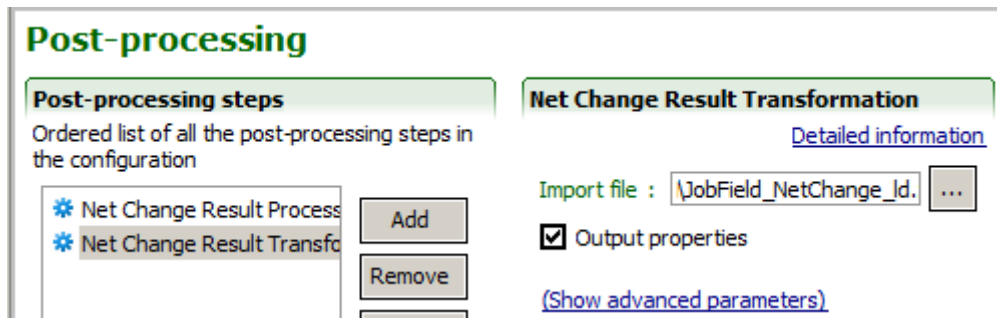 Post-processing
Post-processing steps
Ordered list of all the post-processing steps in
the configuration
Net Change Result Process
Net Change Result Transfo
Add
Remove
Net Change Result Transformation
Detailed information
Import file : \JobField_NetChange_ld. ...
Output properties
(Show advanced parameters)